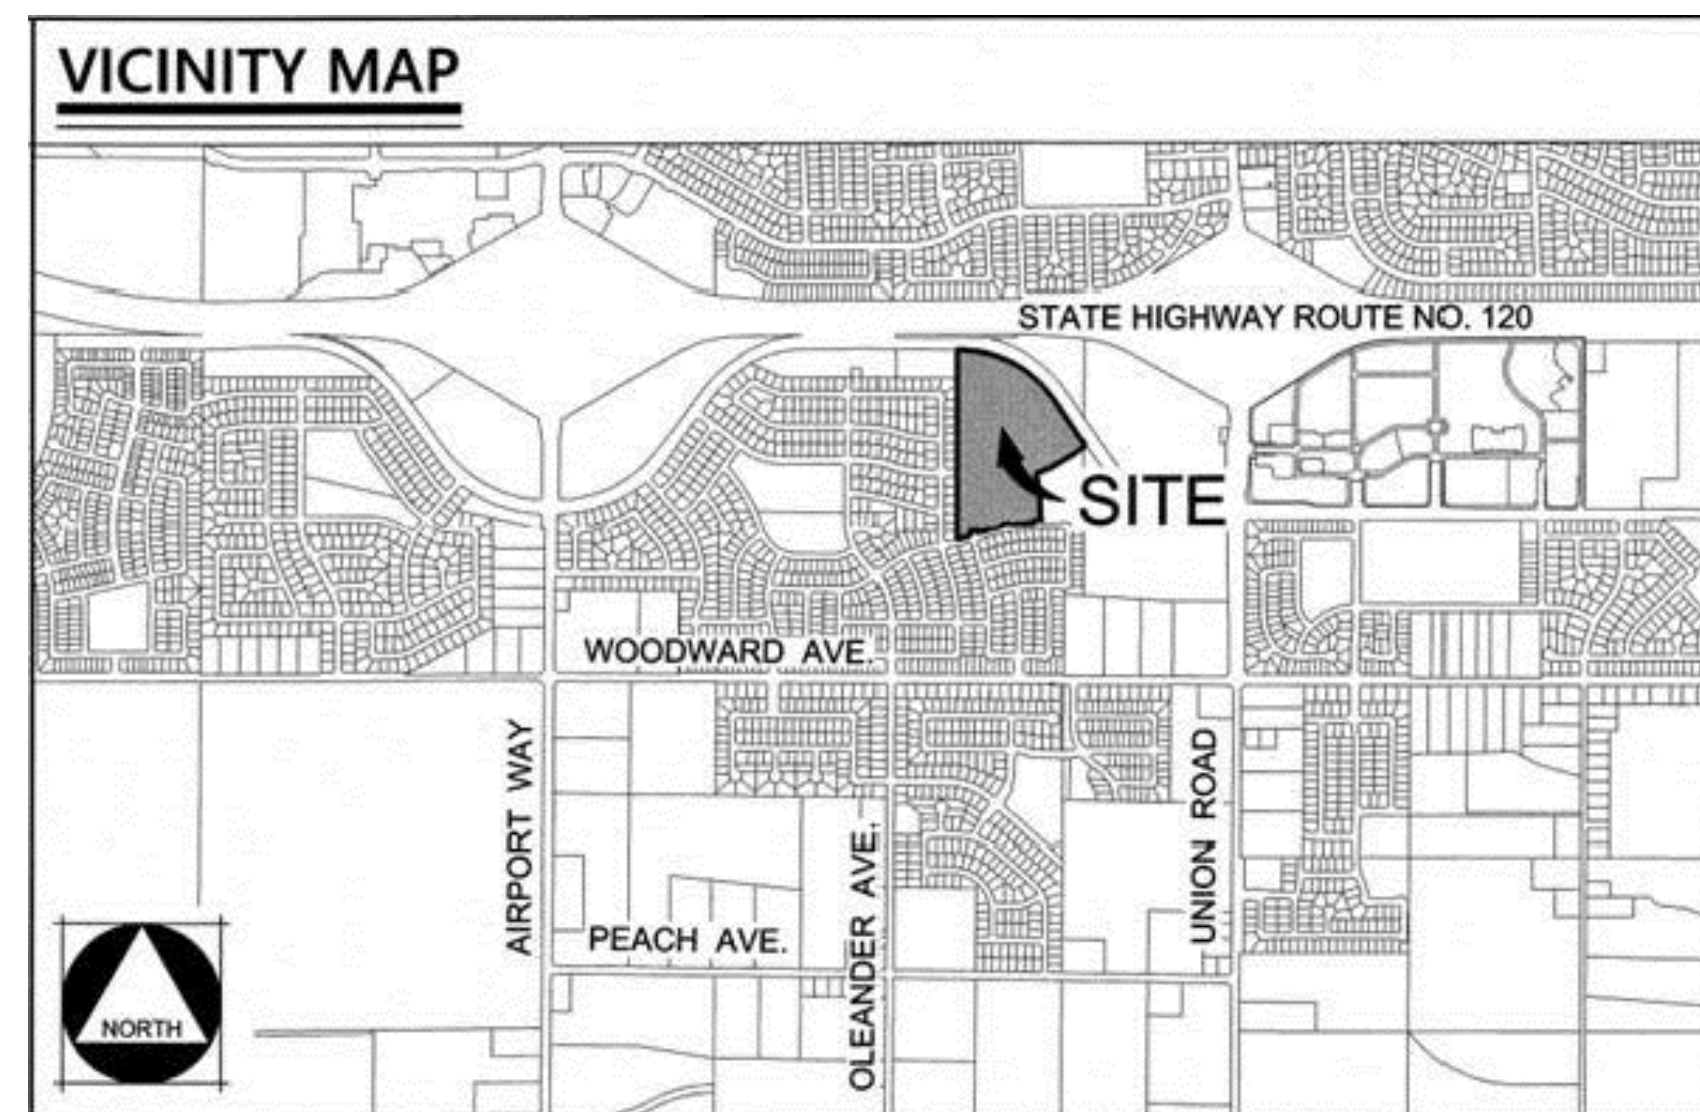 VICINITY MAP
STATE HIGHWAY ROUTE NO. 120
SITE
WOODWARD AVE.
AIRPORT WAY
UNION ROAD
OLEANDER AVE.
PEACH AVE.
NORTH